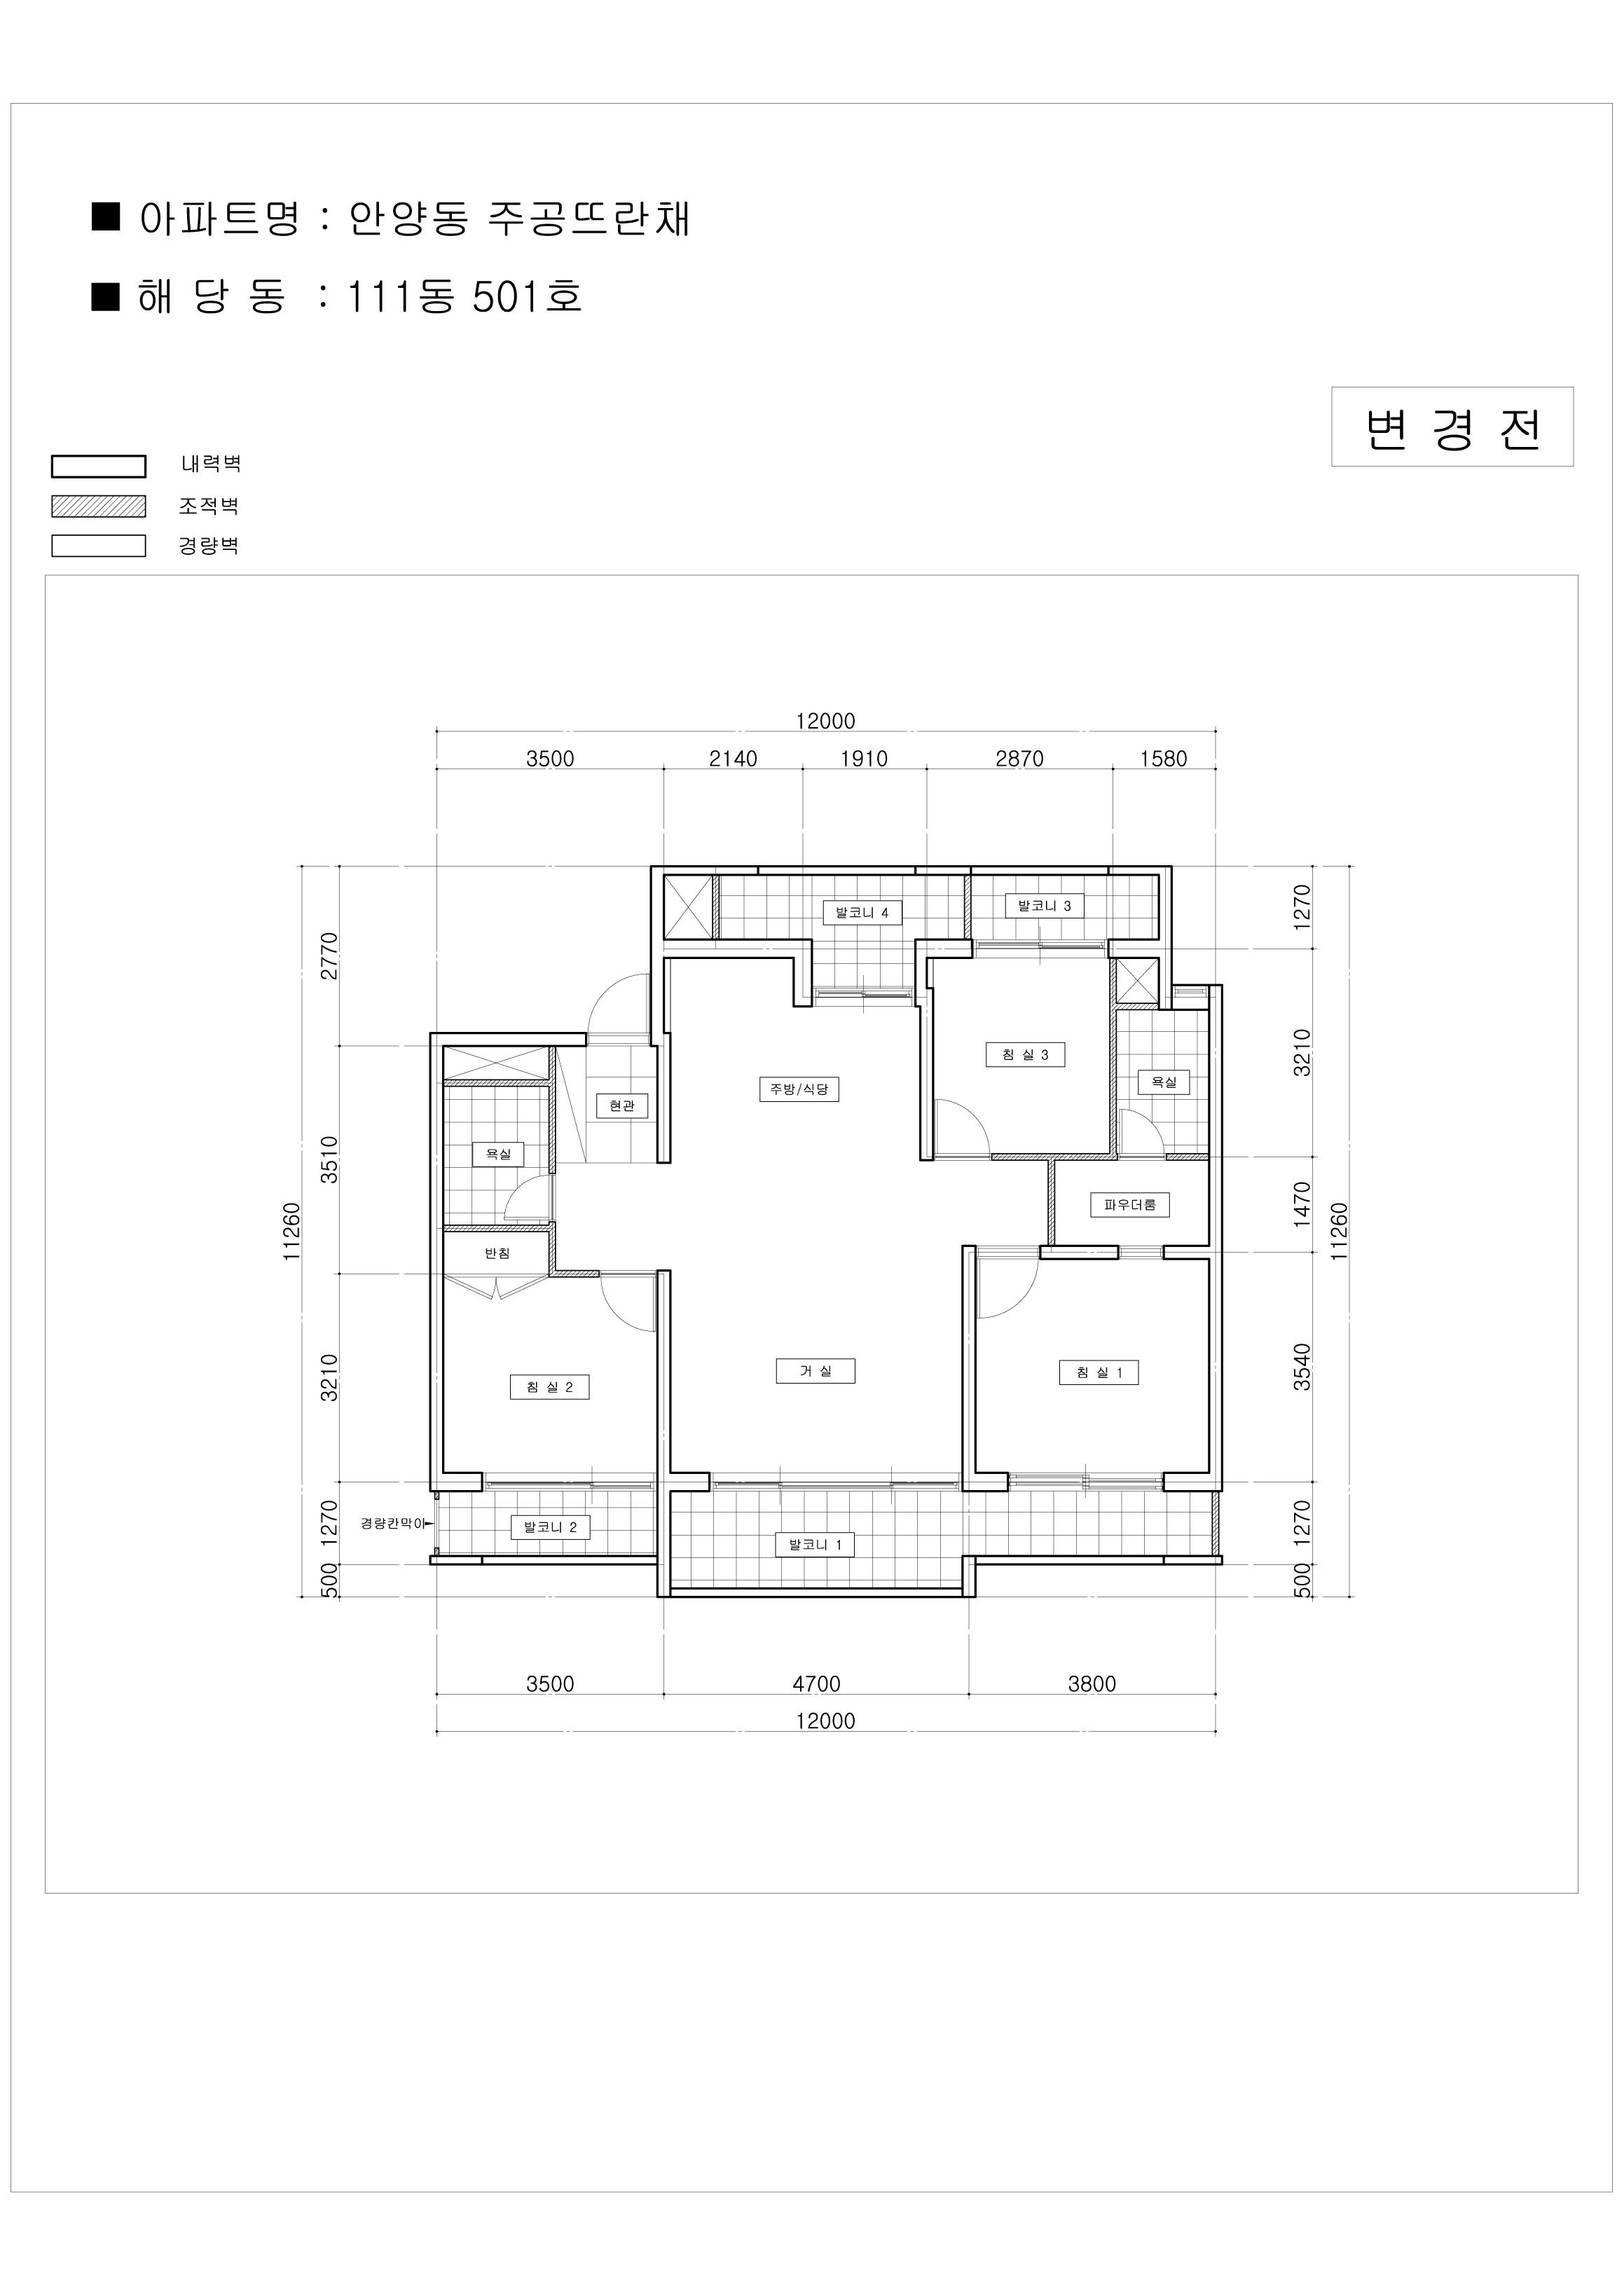 ■ 아파트명 : 안양동 주공뜨란채
■ 해 당 동 : 111동 501호
변 경 전
내력벽
조적벽
경량벽
12000
3500 2140 1910 2870 1580
11260
2770
3510
3210
1270
500
1270
3210
1470
3540
1270
500
11260
발코니 4
발코니 3
침 실 3
주방/식당
욕실
현관
욕실
파우더룸
반침
거 실
침 실 1
침 실 2
경량칸막이
발코니 2
발코니 1
3500 4700 3800
12000